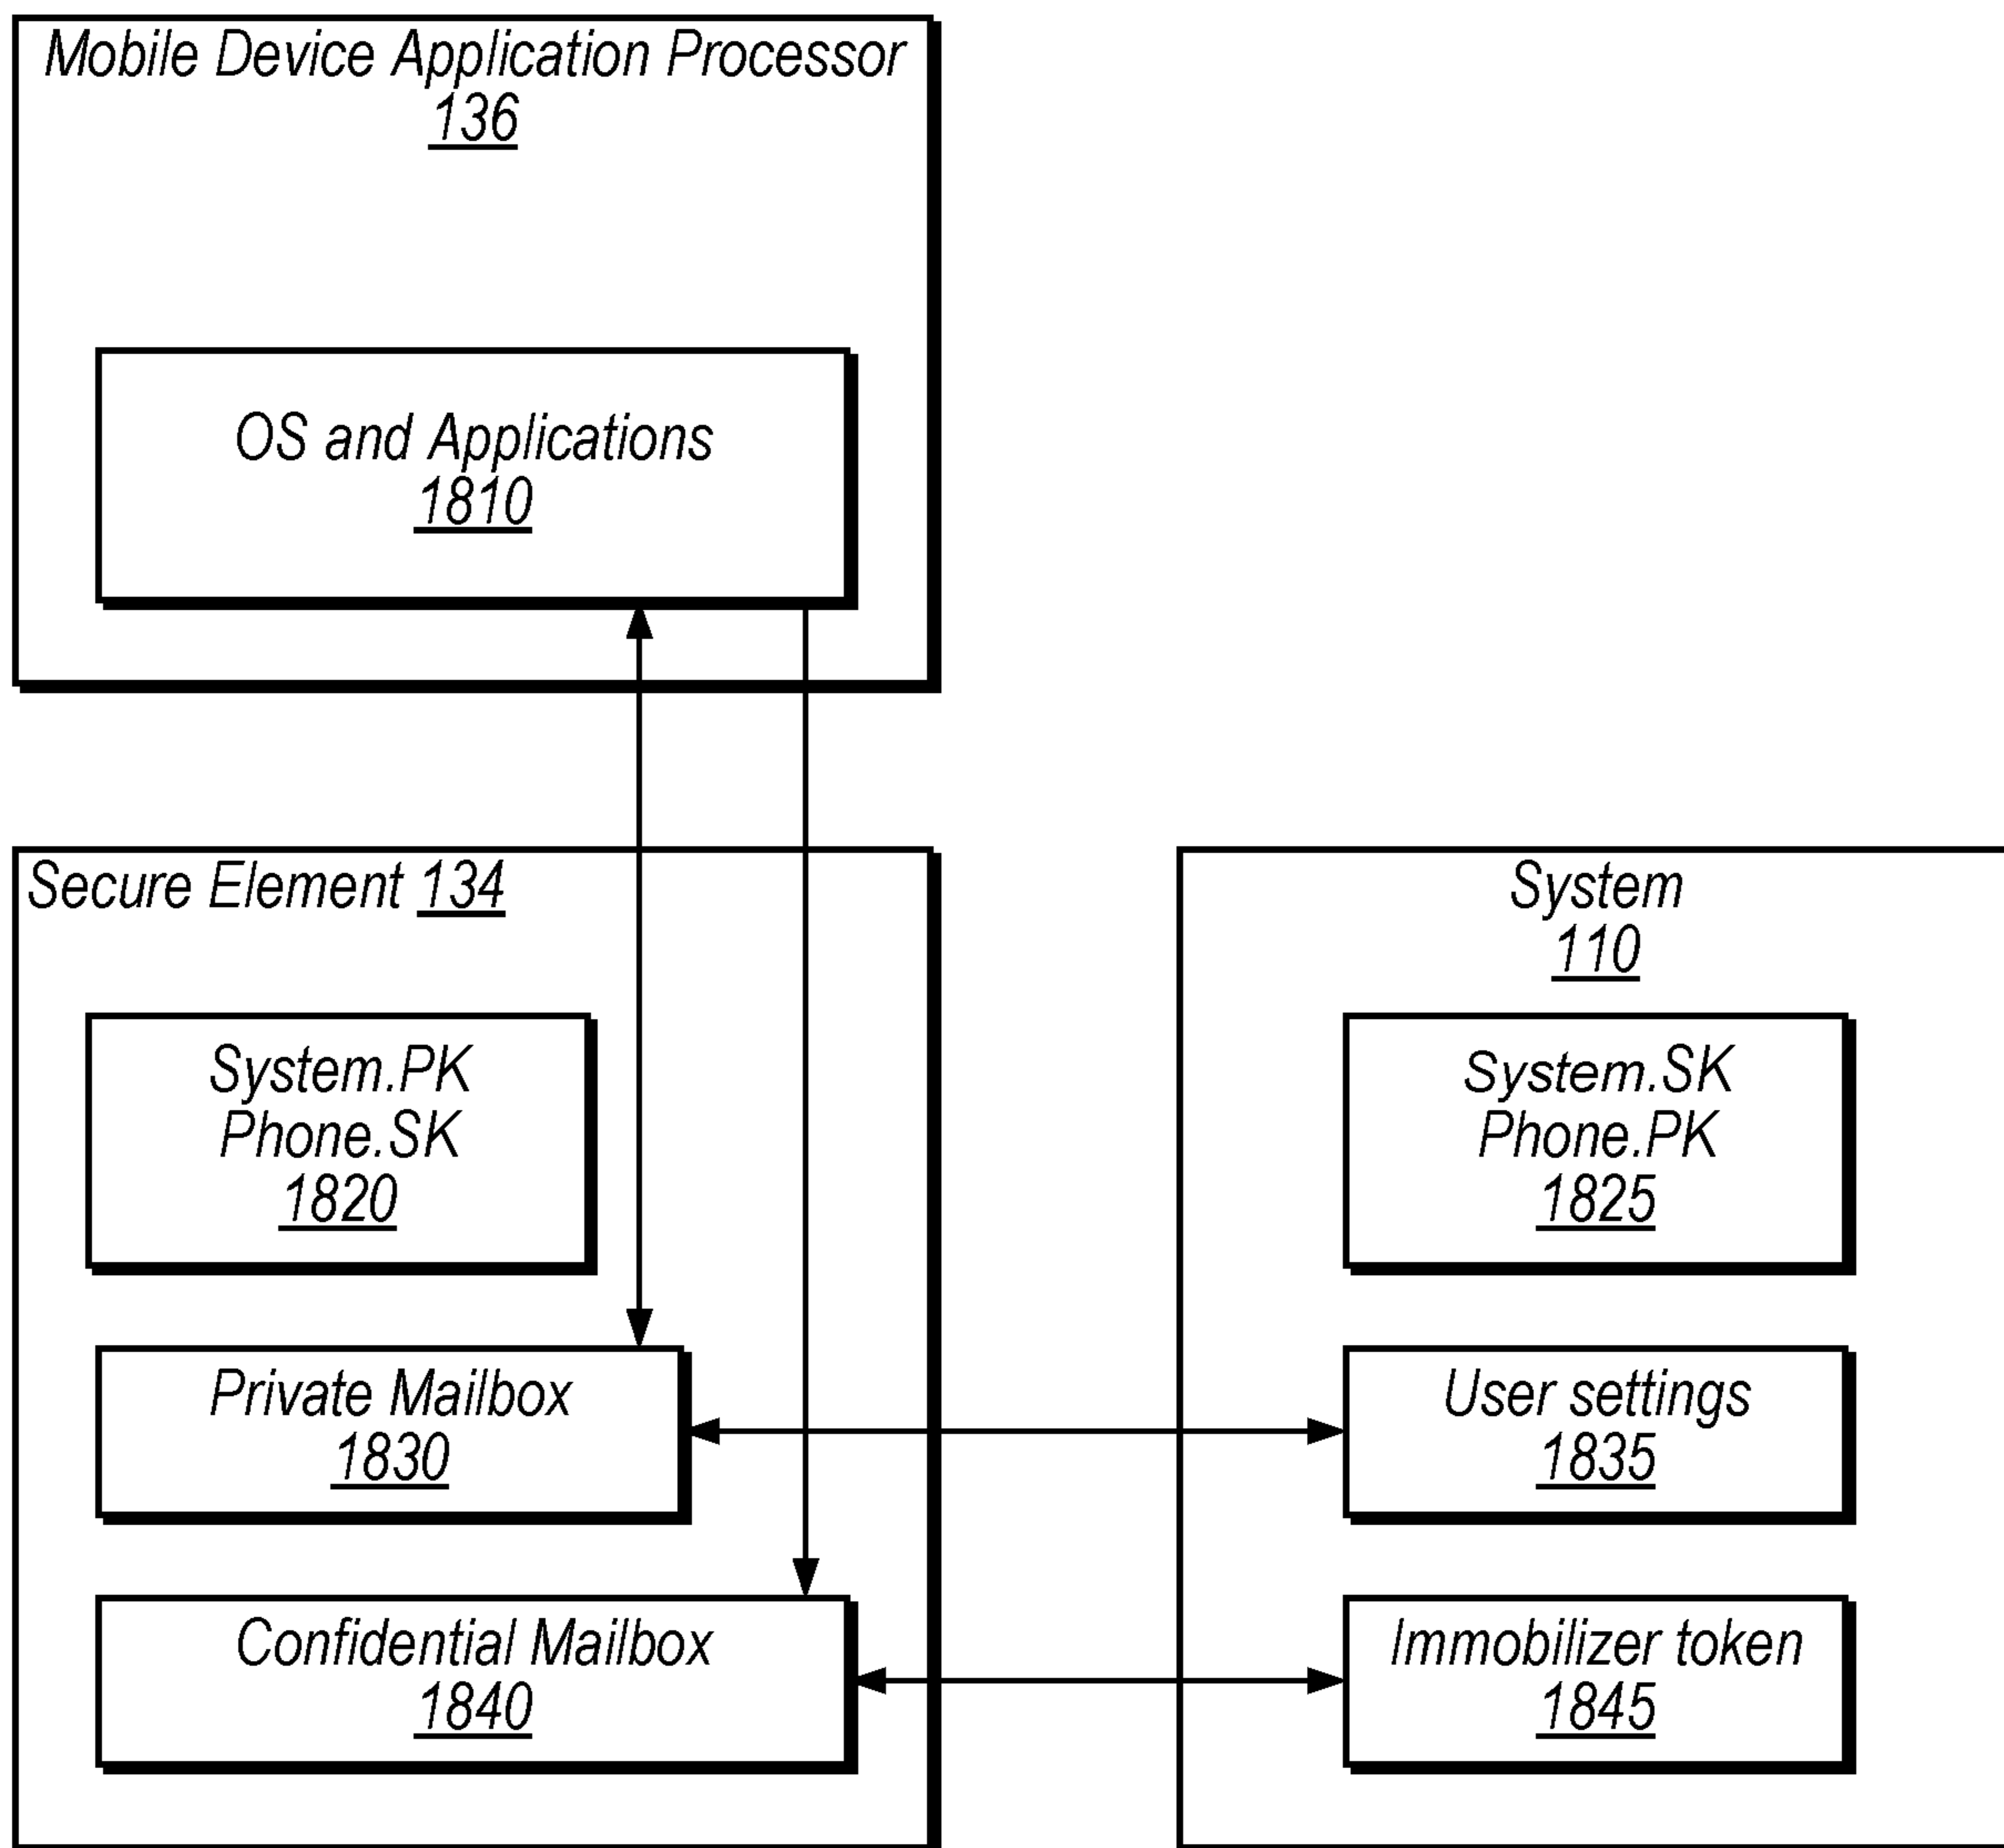 Mobile Device Application Processor
136
OS and Applications
1810
Secure Element 134
System.PK
Phone.SK
1820
Private Mailbox
1830
Confidential Mailbox
1840
System
110
System.SK
Phone.PK
1825
User settings
1835
Immobilizer token
1845